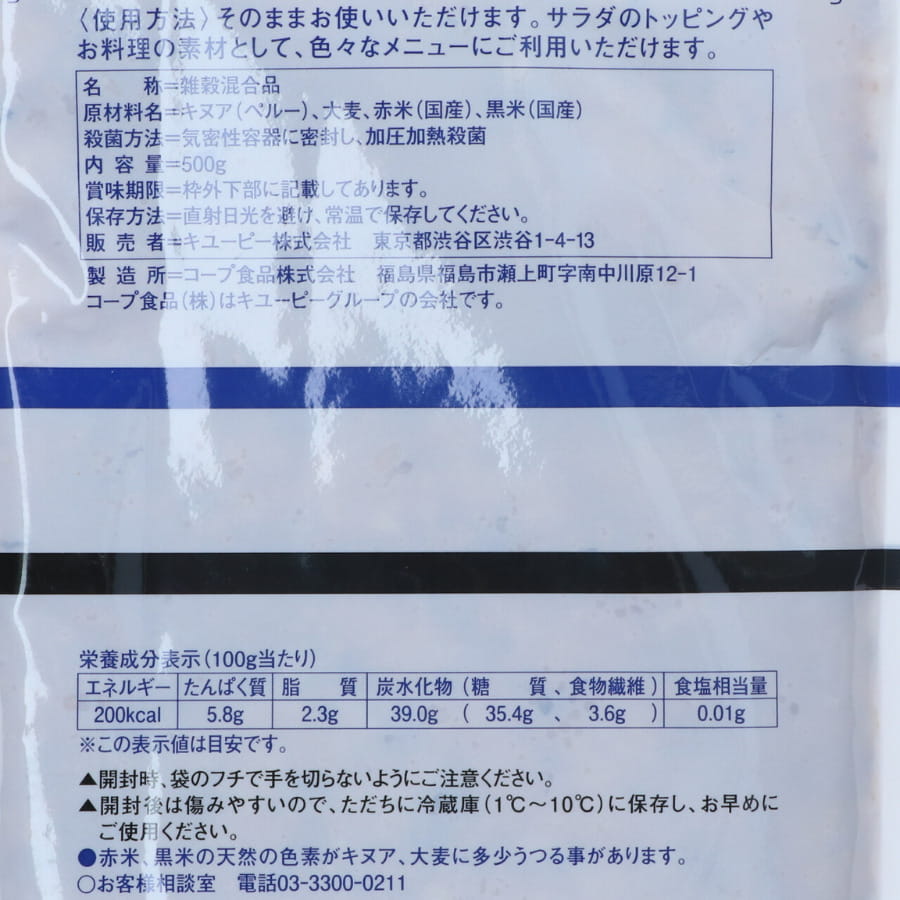 〈使用方法〉そのままお使いいただけます。サラダのトッピングや
お料理の素材として、色々なメニューにご利用いただけます。
名　　称=雑穀混合品
原材料名=キヌア(ペルー)、大麦、赤米(国産)、黒米(国産)
殺菌方法=気密性容器に密封し、加圧加熱殺菌
内 容 量=500g
賞味期限=枠外下部に記載してあります。
保存方法=直射日光を避け、常温で保存してください。
販 売 者=キユーピー株式会社　東京都渋谷区渋谷1-4-13
製 造 所=コープ食品株式会社　福島県福島市瀬上町字南中川原12-1
コープ食品(株)はキユーピーグループの会社です。
栄養成分表示(100g当たり)
エネルギー たんぱく質 脂　　質 炭水化物 (糖　　質、食物繊維) 食塩相当量
200kcal 5.8g 2.3g 39.0g ( 35.4g 、 3.6g ) 0.01g
※この表示値は目安です。
▲開封時、袋のフチで手を切らないようにご注意ください。
▲開封後は傷みやすいので、ただちに冷蔵庫(1℃〜10℃)に保存し、お早めに
ご使用ください。
●赤米、黒米の天然の色素がキヌア、大麦に多少うつる事があります。
○お客様相談室　電話03-3300-0211